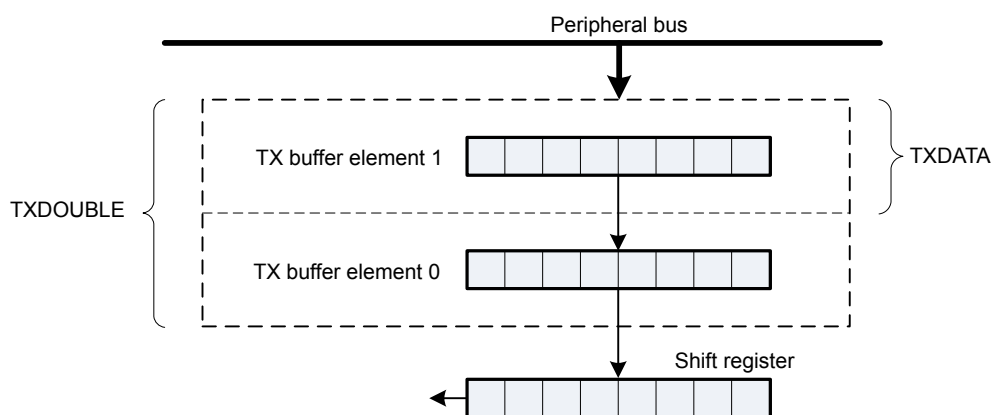 Peripheral bus
TX buffer element 1
TXDATA
TXDOUBLE
TX buffer element 0
Shift register